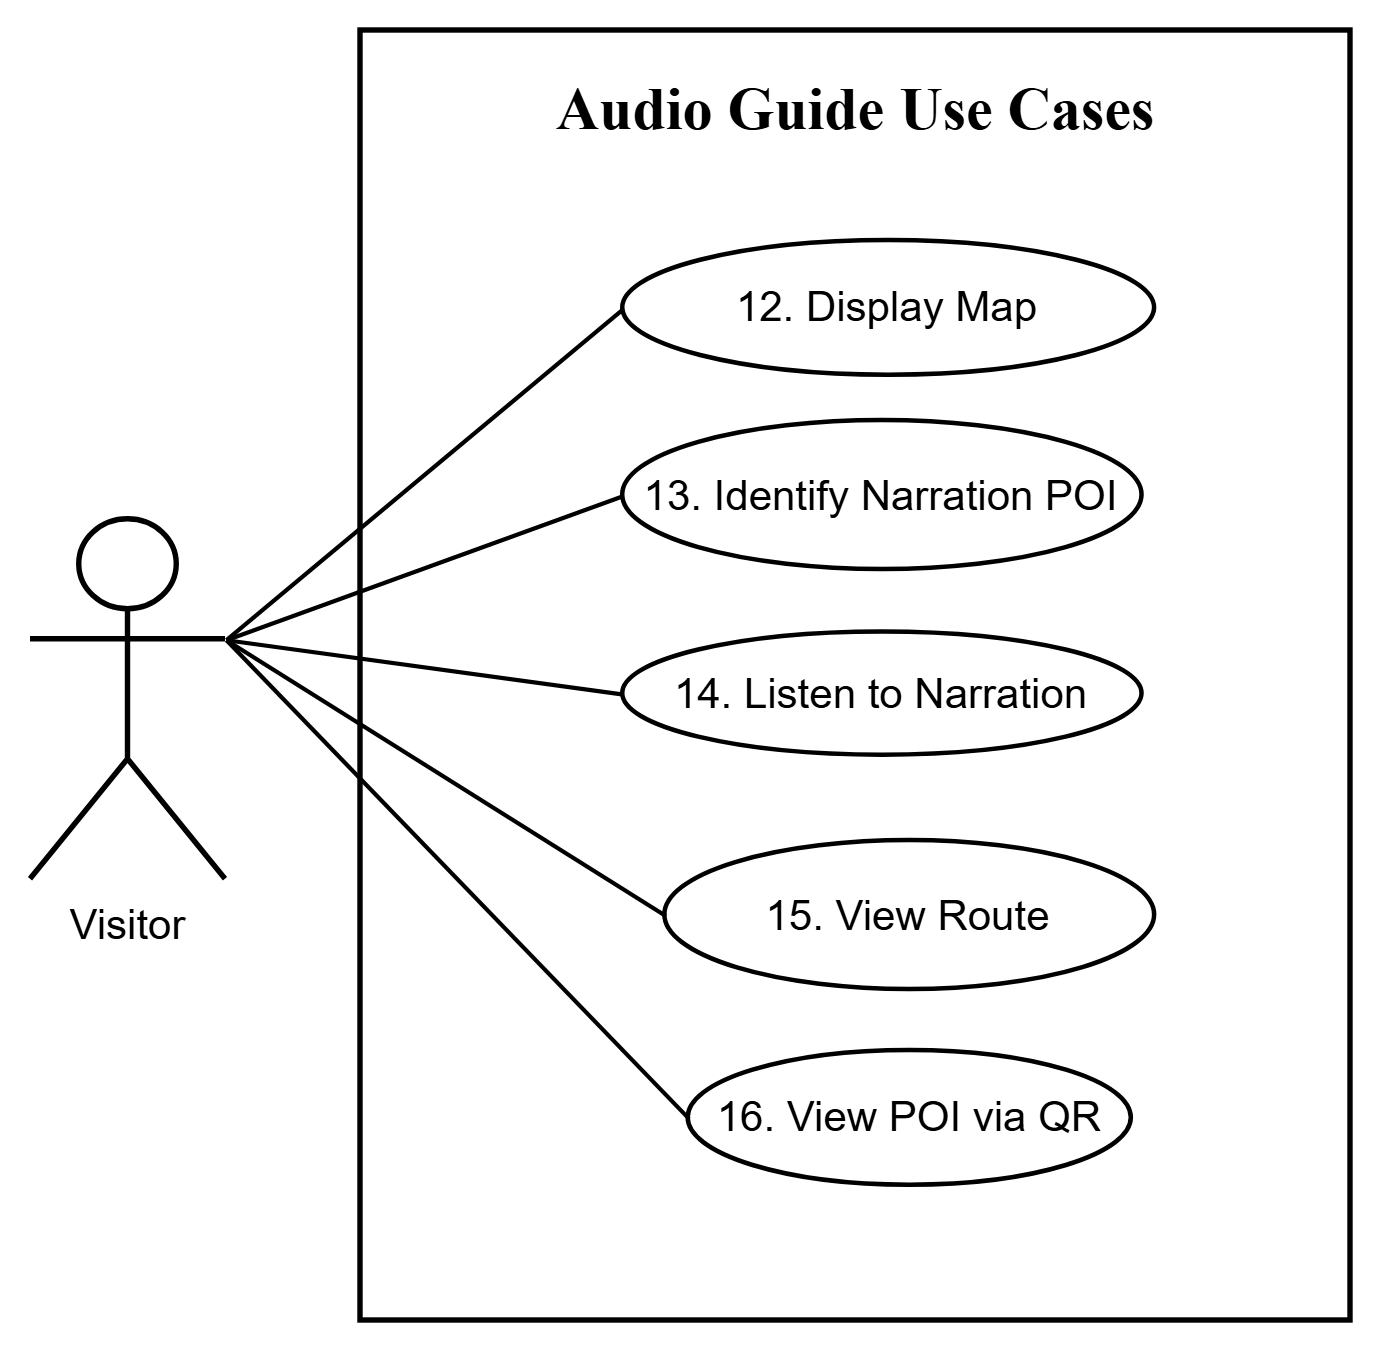 Audio Guide Use Cases
12. Display Map
13. Identify Narration POI
14. Listen to Narration
Visitor
15. View Route
16. View POI via QR